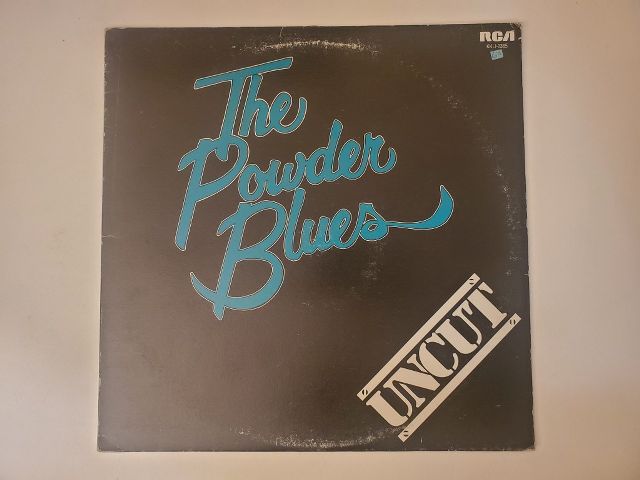 RCA
The
Powder
Blues
UNCUT